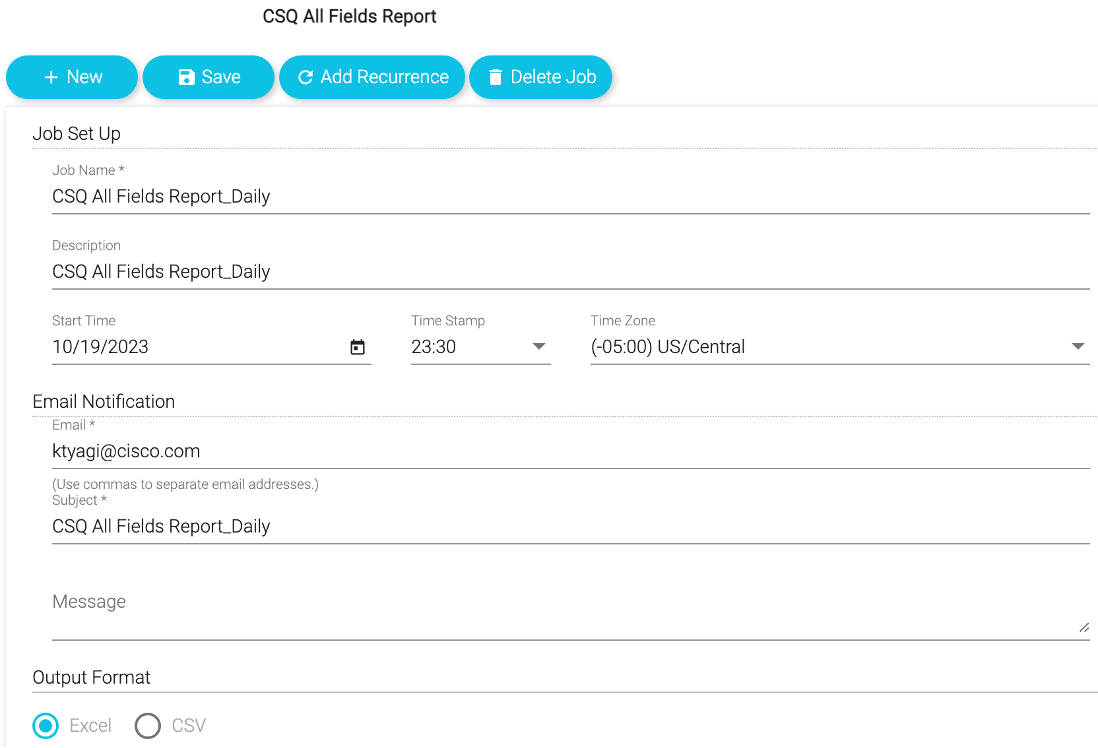 CSQ All Fields Report
+ New Save Add Recurrence Delete Job
Job Set Up
Job Name *
CSQ All Fields Report_Daily
Description
CSQ All Fields Report_Daily
Start Time Time Stamp Time Zone
10/19/2023 23:30 (-05:00) US/Central
Email Notification
Email *
ktyagi@cisco.com
(Use commas to separate email addresses.)
Subject *
CSQ All Fields Report_Daily
Message
Output Format
Excel CSV